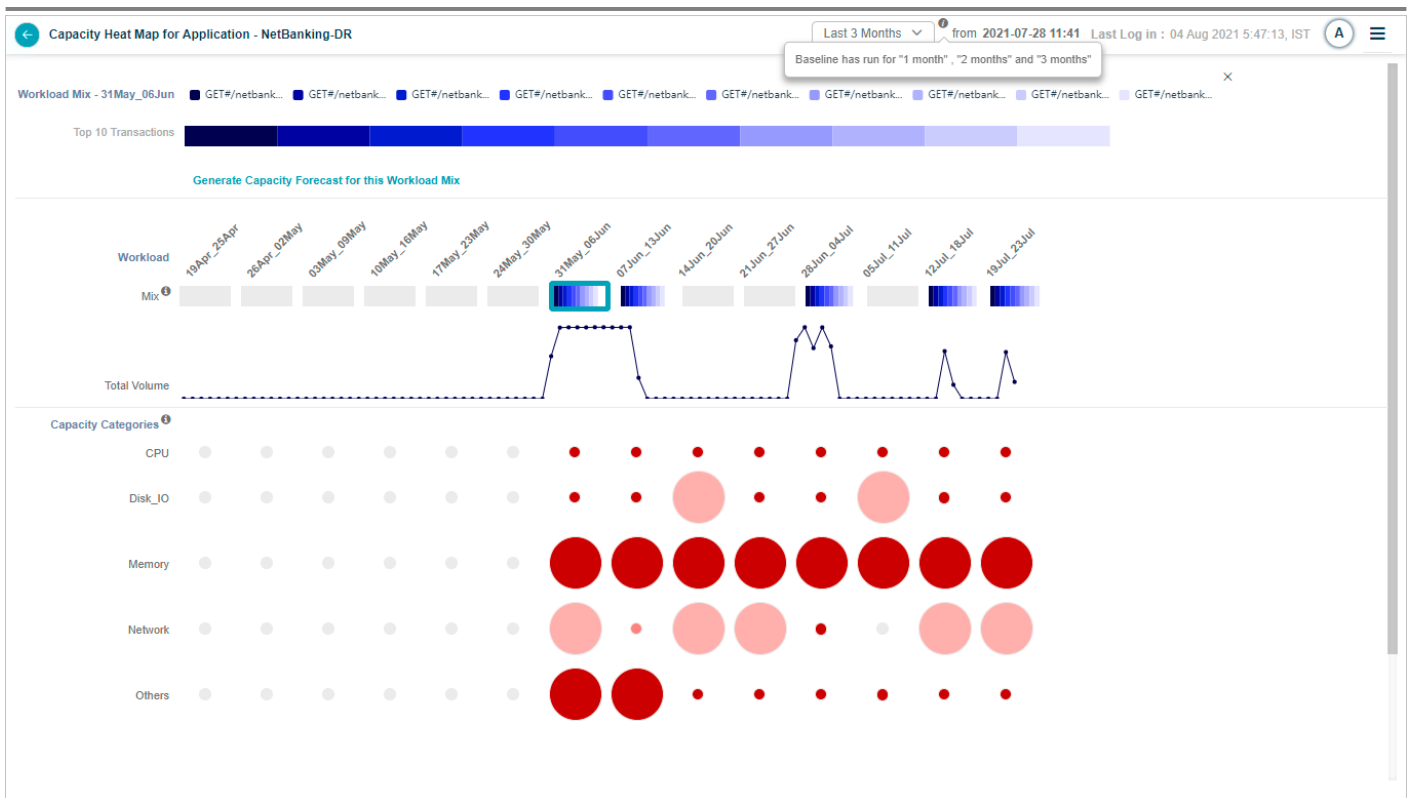 Capacity Heat Map for Application - NetBanking-DR
Last 3 Months
from 2021-07-28 11:41 Last Log in : 04 Aug 2021 5:47:13, IST
A
Baseline has run for "1 month" , "2 months" and "3 months"
Workload Mix - 31May_06Jun GET#/netbank... GET#/netbank... GET#/netbank... GET#/netbank... GET#/netbank... GET#/netbank... GET#/netbank... GET#/netbank... GET#/netbank... GET#/netbank...
Top 10 Transactions
Generate Capacity Forecast for this Workload Mix
Workload 19Apr_25Apr 26Apr_02May 03May_09May 10May_16May 17May_23May 24May_30May 31May_06Jun 07Jun_13Jun 14Jun_20Jun 21Jun_27Jun 28Jun_04Jul 05Jul_11Jul 12Jul_18Jul 19Jul_23Jul
Mix
Total Volume
Capacity Categories
CPU
Disk_IO
Memory
Network
Others